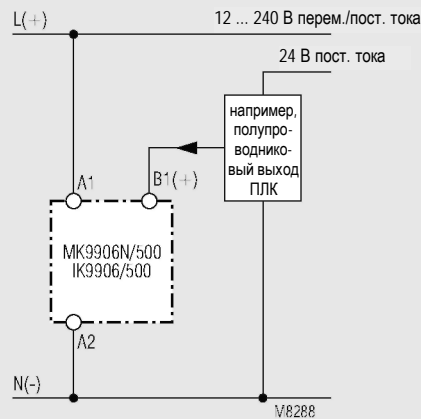 L(+)
12 ... 240 В перем./пост. тока
24 В пост. тока
например,
полупро-
воднико-
вый выход
ПЛК
A1
B1(+)
MK9906N/500
IK9906/500
A2
N(-)
M8288